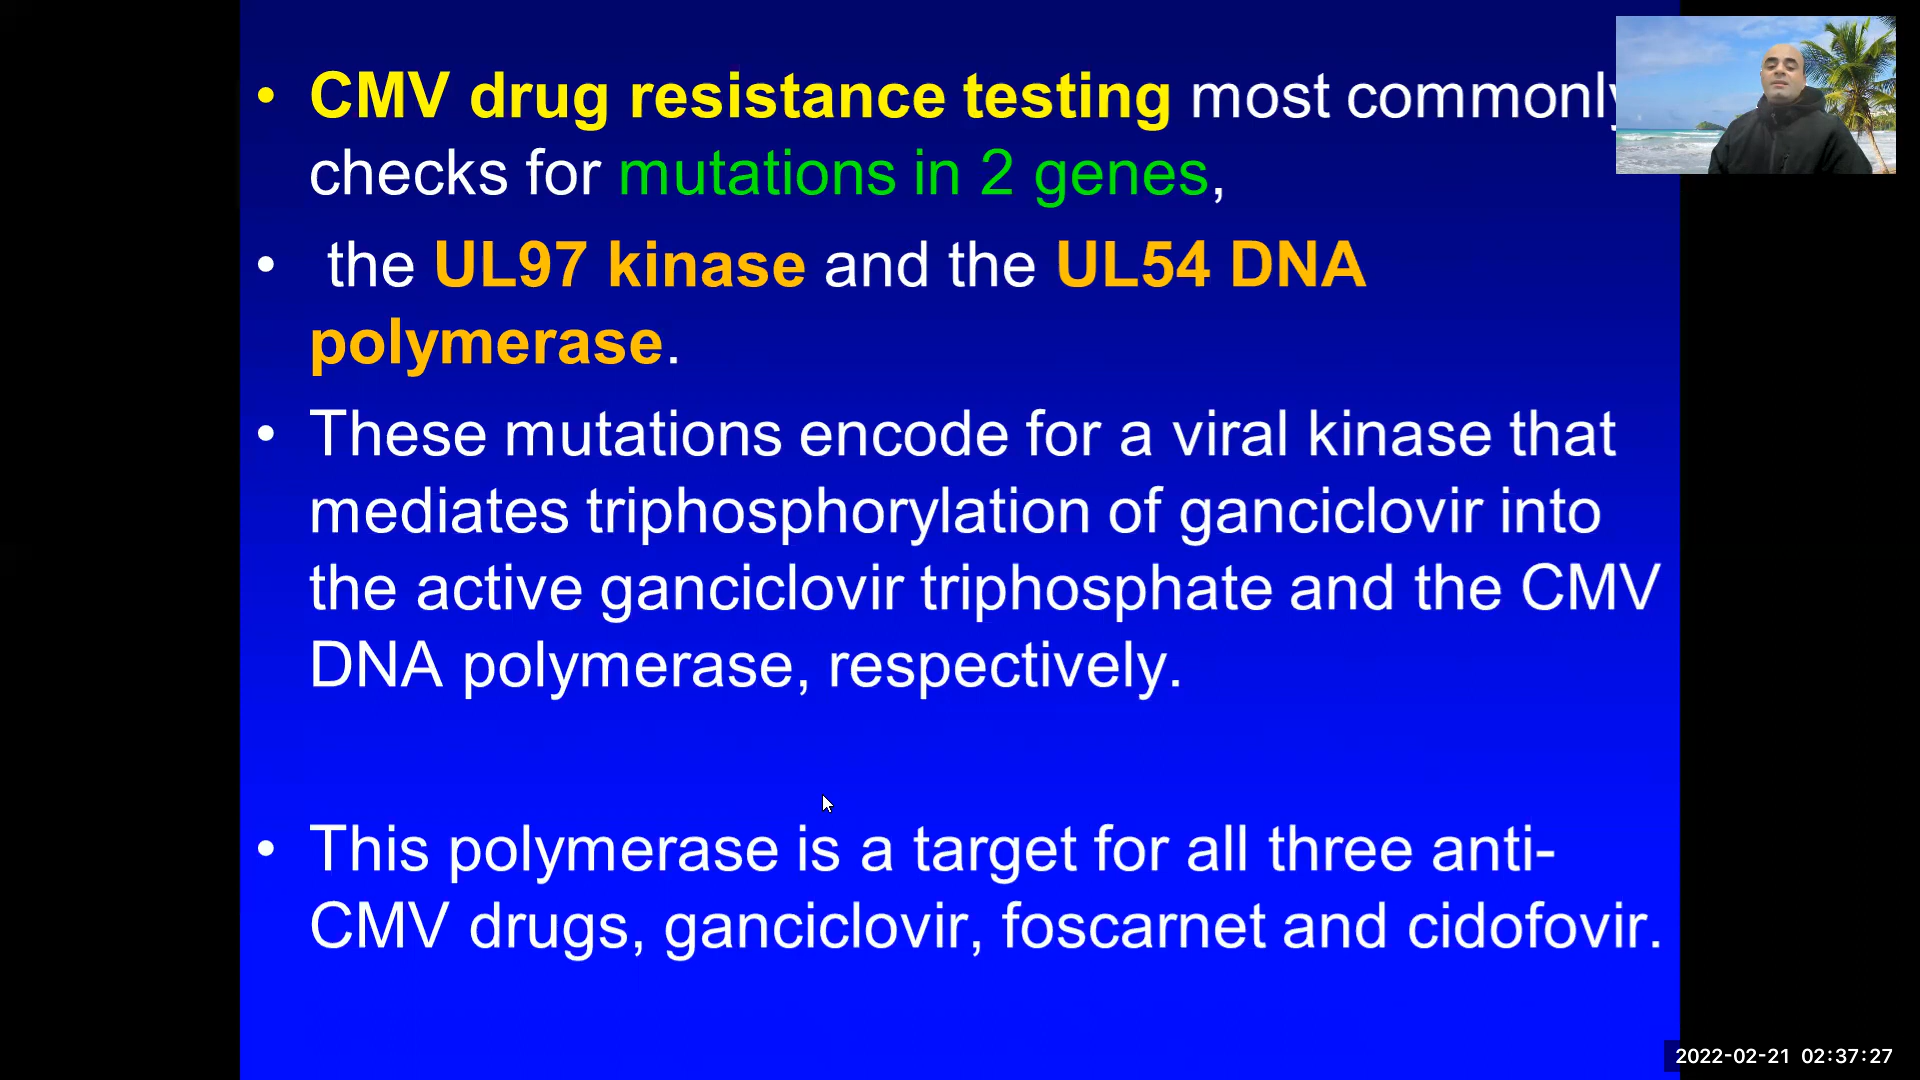 • CMV drug resistance testing most commonly
checks for mutations in 2 genes,
• the UL97 kinase and the UL54 DNA
polymerase.
• These mutations encode for a viral kinase that
mediates triphosphorylation of ganciclovir into
the active ganciclovir triphosphate and the CMV
DNA polymerase, respectively.
• This polymerase is a target for all three anti-
CMV drugs, ganciclovir, foscarnet and cidofovir.
2022-02-21 02:37:27